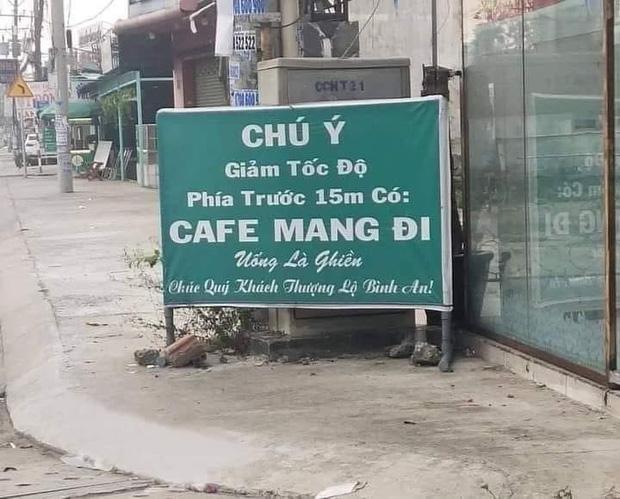 CCNT21
CHÚ Ý
Giảm Tốc Độ
Phía Trước 15m Có:
CAFE MANG ĐI
Uống Là Ghiền
Chúc Quý Khách Thượng Lộ Bình An!